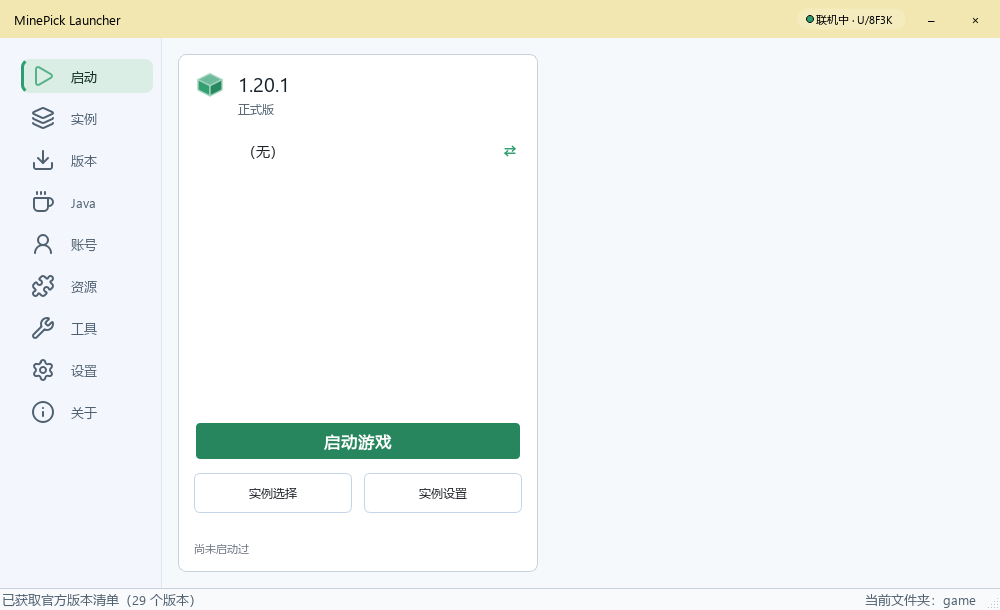 MinePick Launcher
联机中 · U/8F3K
启动
实例
版本
Java
账号
资源
工具
设置
关于
1.20.1
正式版
（无）
启动游戏
实例选择
实例设置
尚未启动过
已获取官方版本清单（29 个版本）
当前文件夹：game